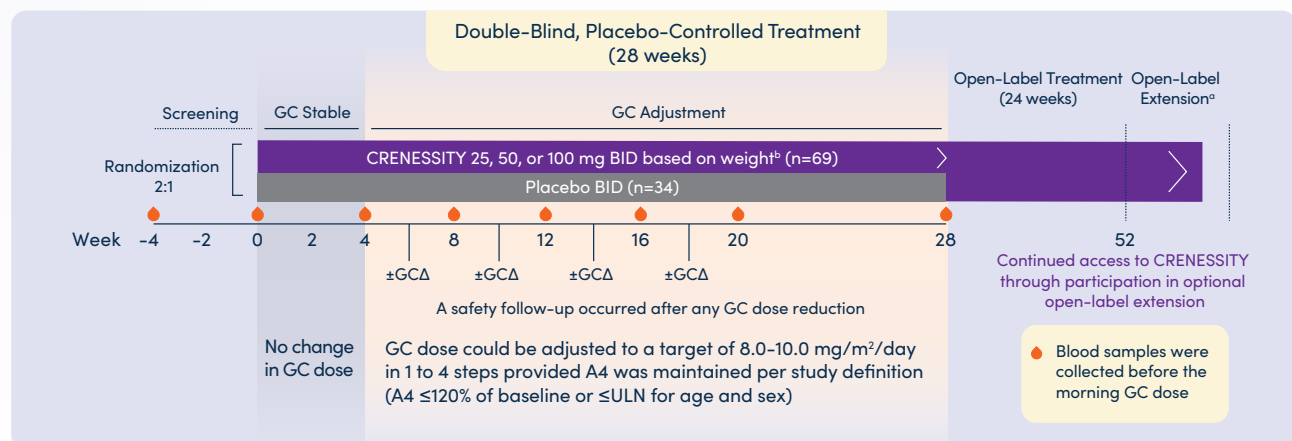 Double-Blind, Placebo-Controlled Treatment
(28 weeks)
Open-Label Treatment
(24 weeks)
Open-Label
Extensionᵃ
Screening
GC Stable
GC Adjustment
Randomization
2:1
CRENESSITY 25, 50, or 100 mg BID based on weightᵇ (n=69)
Placebo BID (n=34)
Week -4 -2 0 2 4 8 12 16 20 28 52
±GCΔ ±GCΔ ±GCΔ ±GCΔ
A safety follow-up occurred after any GC dose reduction
No change
in GC dose
GC dose could be adjusted to a target of 8.0-10.0 mg/m²/day
in 1 to 4 steps provided A4 was maintained per study definition
(A4 ≤120% of baseline or ≤ULN for age and sex)
Continued access to CRENESSITY
through participation in optional
open-label extension
Blood samples were
collected before the
morning GC dose